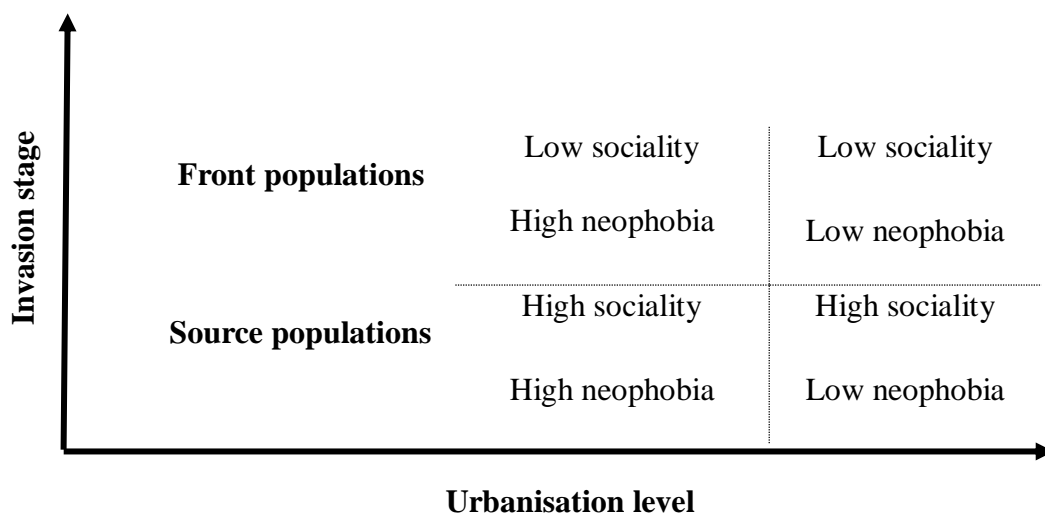 Invasion stage
Front populations
Low sociality
Low sociality
High neophobia
Low neophobia
Source populations
High sociality
High sociality
High neophobia
Low neophobia
Urbanisation level